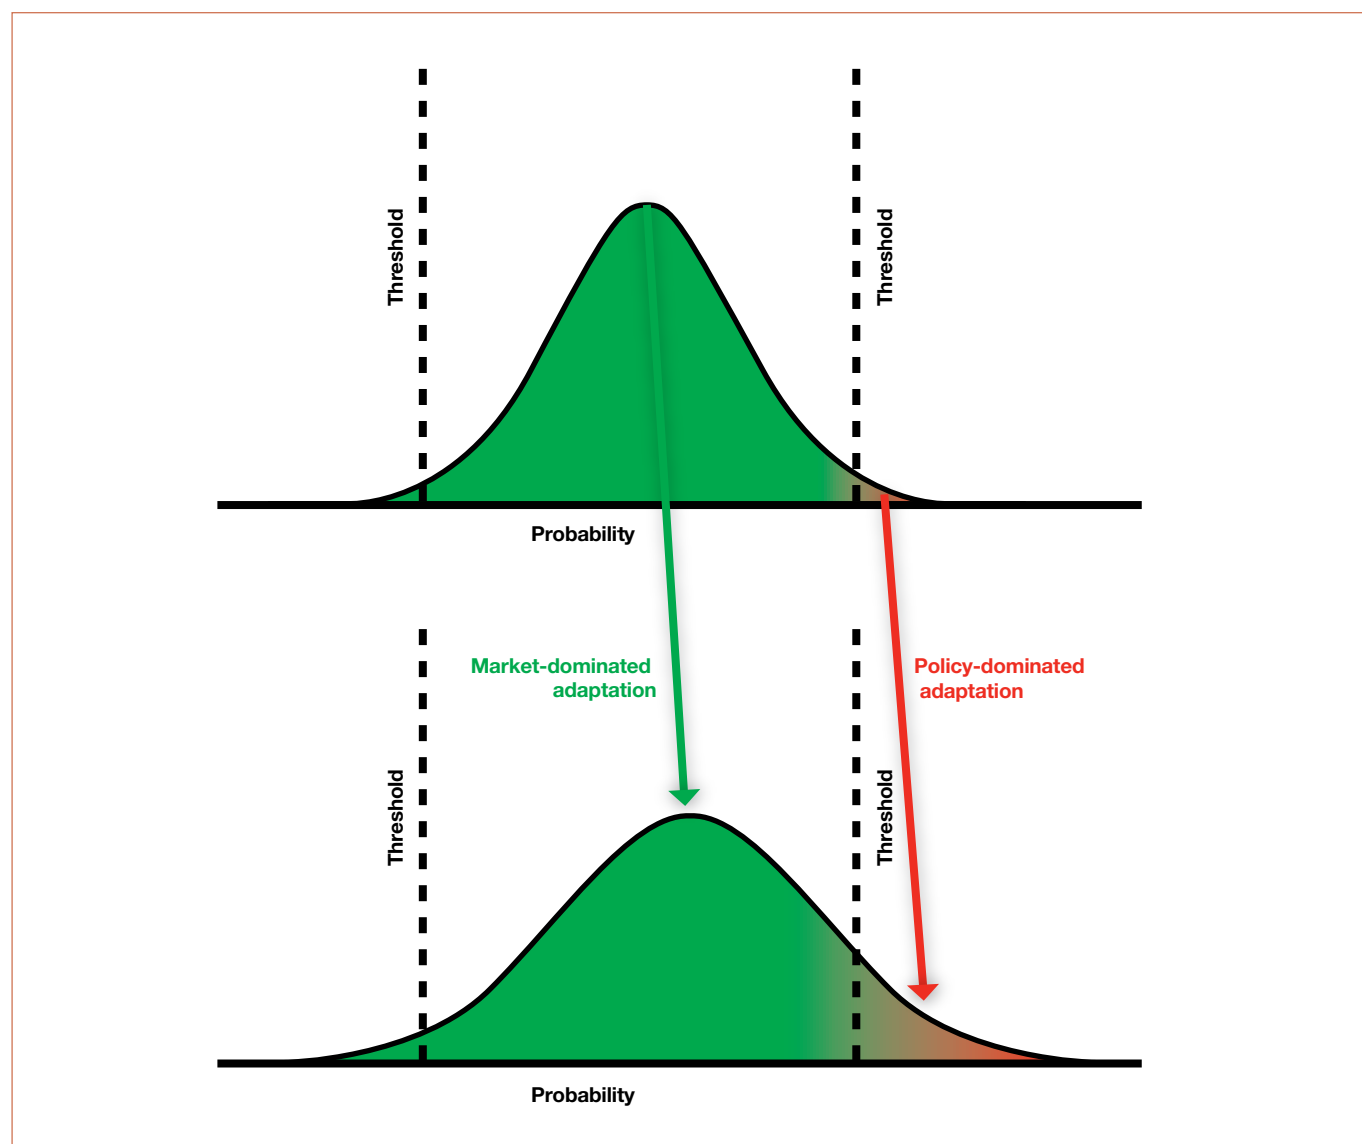 Threshold
Threshold
Probability
Market-dominated
adaptation
Policy-dominated
adaptation
Threshold
Threshold
Probability